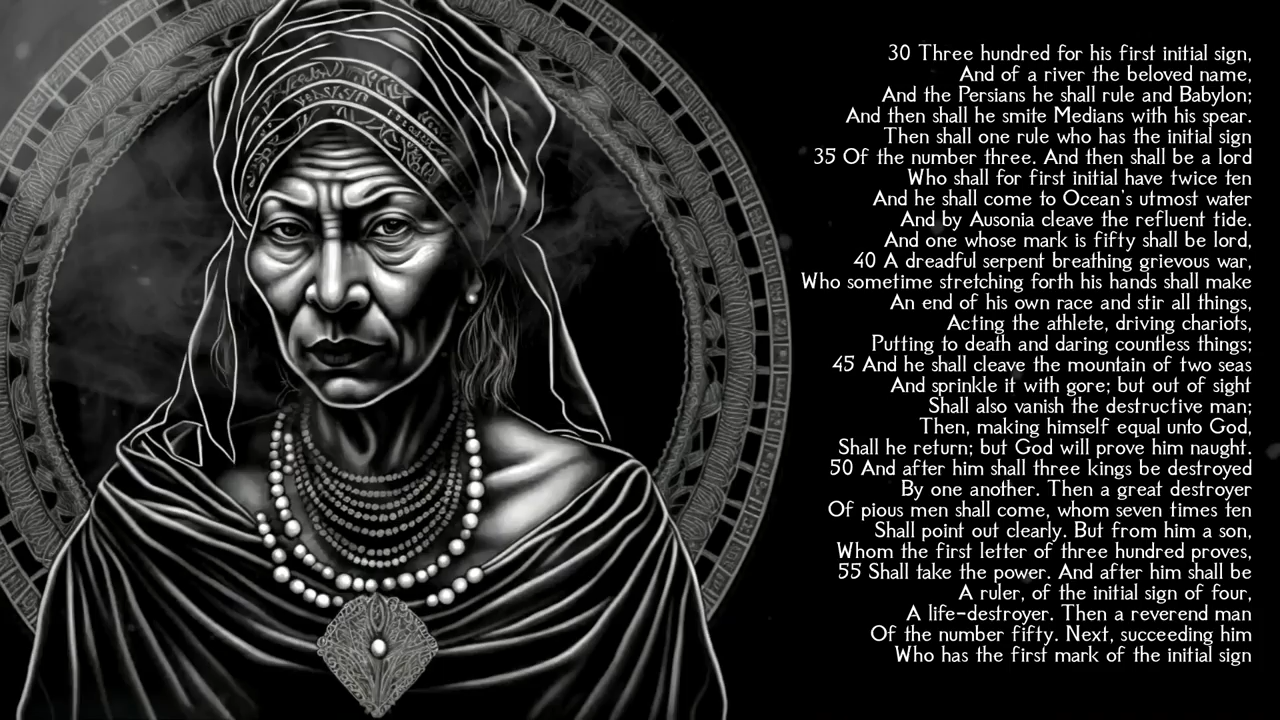 30 Three hundred for his first initial sign,
And of a river the beloved name,
And the Persians he shall rule and Babylon;
And then shall he smite Medians with his spear.
Then shall one rule who has the initial sign
35 Of the number three. And then shall be a lord
Who shall for first initial have twice ten
And he shall come to Ocean's utmost water
And by Ausonia cleave the refluent tide.
And one whose mark is fifty shall be lord,
40 A dreadful serpent breathing grievous war,
Who sometime stretching forth his hands shall make
An end of his own race and stir all things,
Acting the athlete, driving chariots,
Putting to death and daring countless things;
45 And he shall cleave the mountain of two seas
And sprinkle it with gore; but out of sight
Shall also vanish the destructive man;
Then, making himself equal unto God,
Shall he return; but God will prove him naught.
50 And after him shall three kings be destroyed
By one another. Then a great destroyer
Of pious men shall come, whom seven times ten
Shall point out clearly. But from him a son,
Whom the first letter of three hundred proves,
55 Shall take the power. And after him shall be
A ruler, of the initial sign of four,
A life-destroyer. Then a reverend man
Of the number fifty. Next, succeeding him
Who has the first mark of the initial sign